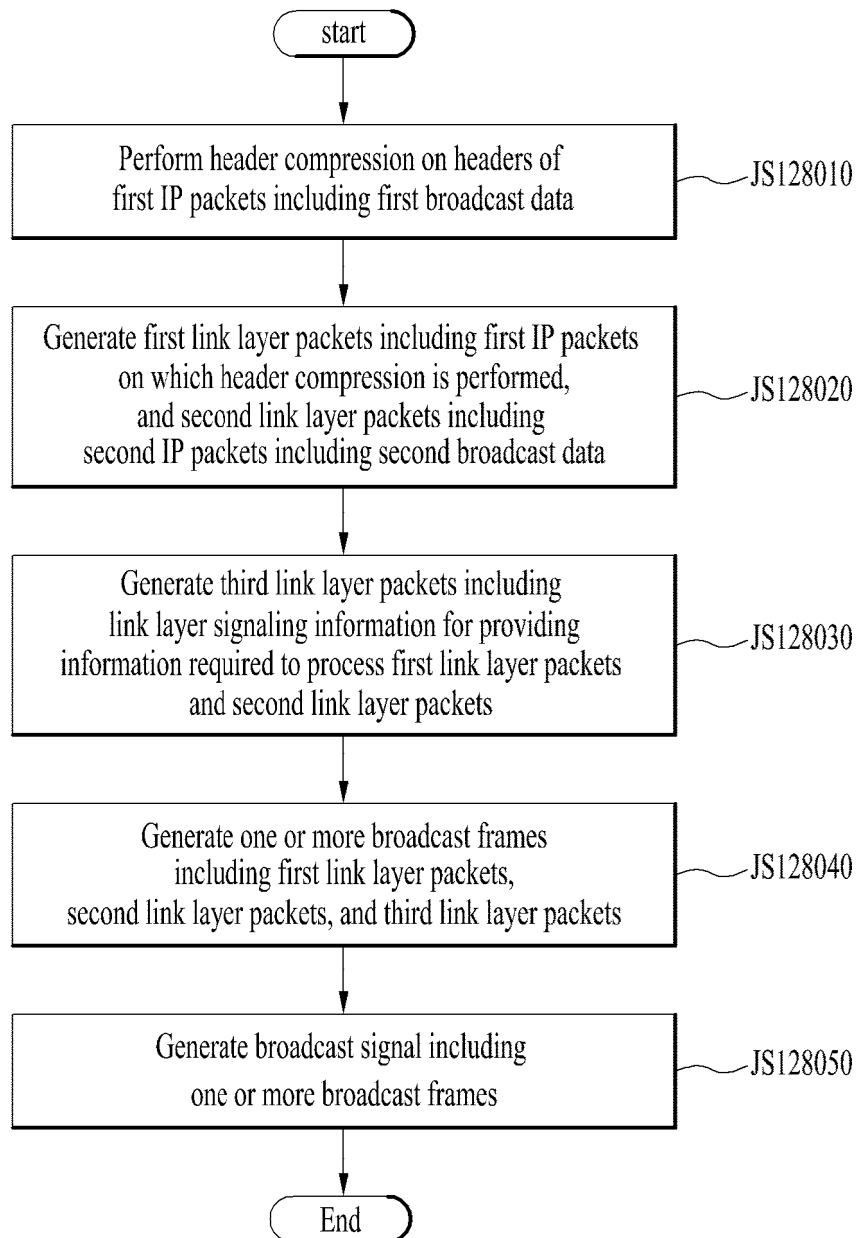 start
Perform header compression on headers of
first IP packets including first broadcast data
JS128010
Generate first link layer packets including first IP packets
on which header compression is performed,
and second link layer packets including
second IP packets including second broadcast data
JS128020
Generate third link layer packets including
link layer signaling information for providing
information required to process first link layer packets
and second link layer packets
JS128030
Generate one or more broadcast frames
including first link layer packets,
second link layer packets, and third link layer packets
JS128040
Generate broadcast signal including
one or more broadcast frames
JS128050
End